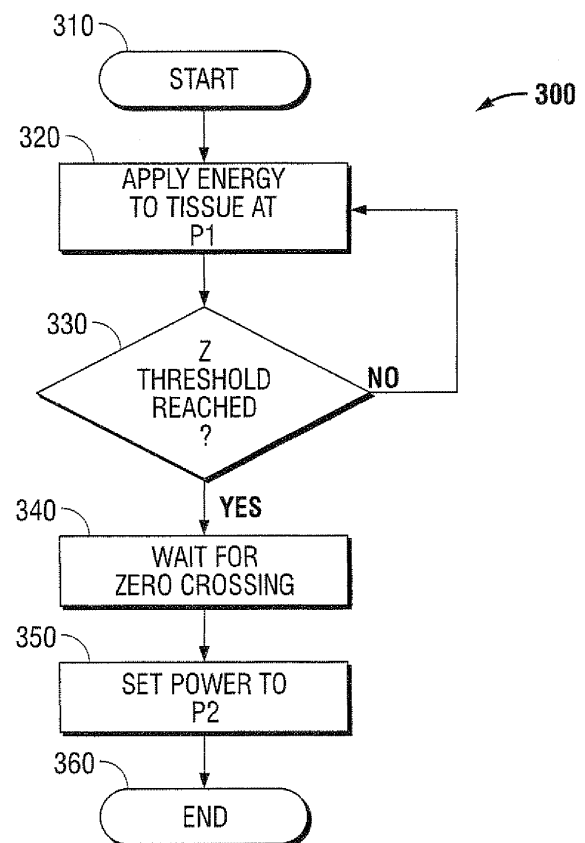 310
START
300
320
APPLY ENERGY
TO TISSUE AT
P1
330
Z
THRESHOLD
REACHED
?
NO
YES
340
WAIT FOR
ZERO CROSSING
350
SET POWER TO
P2
360
END